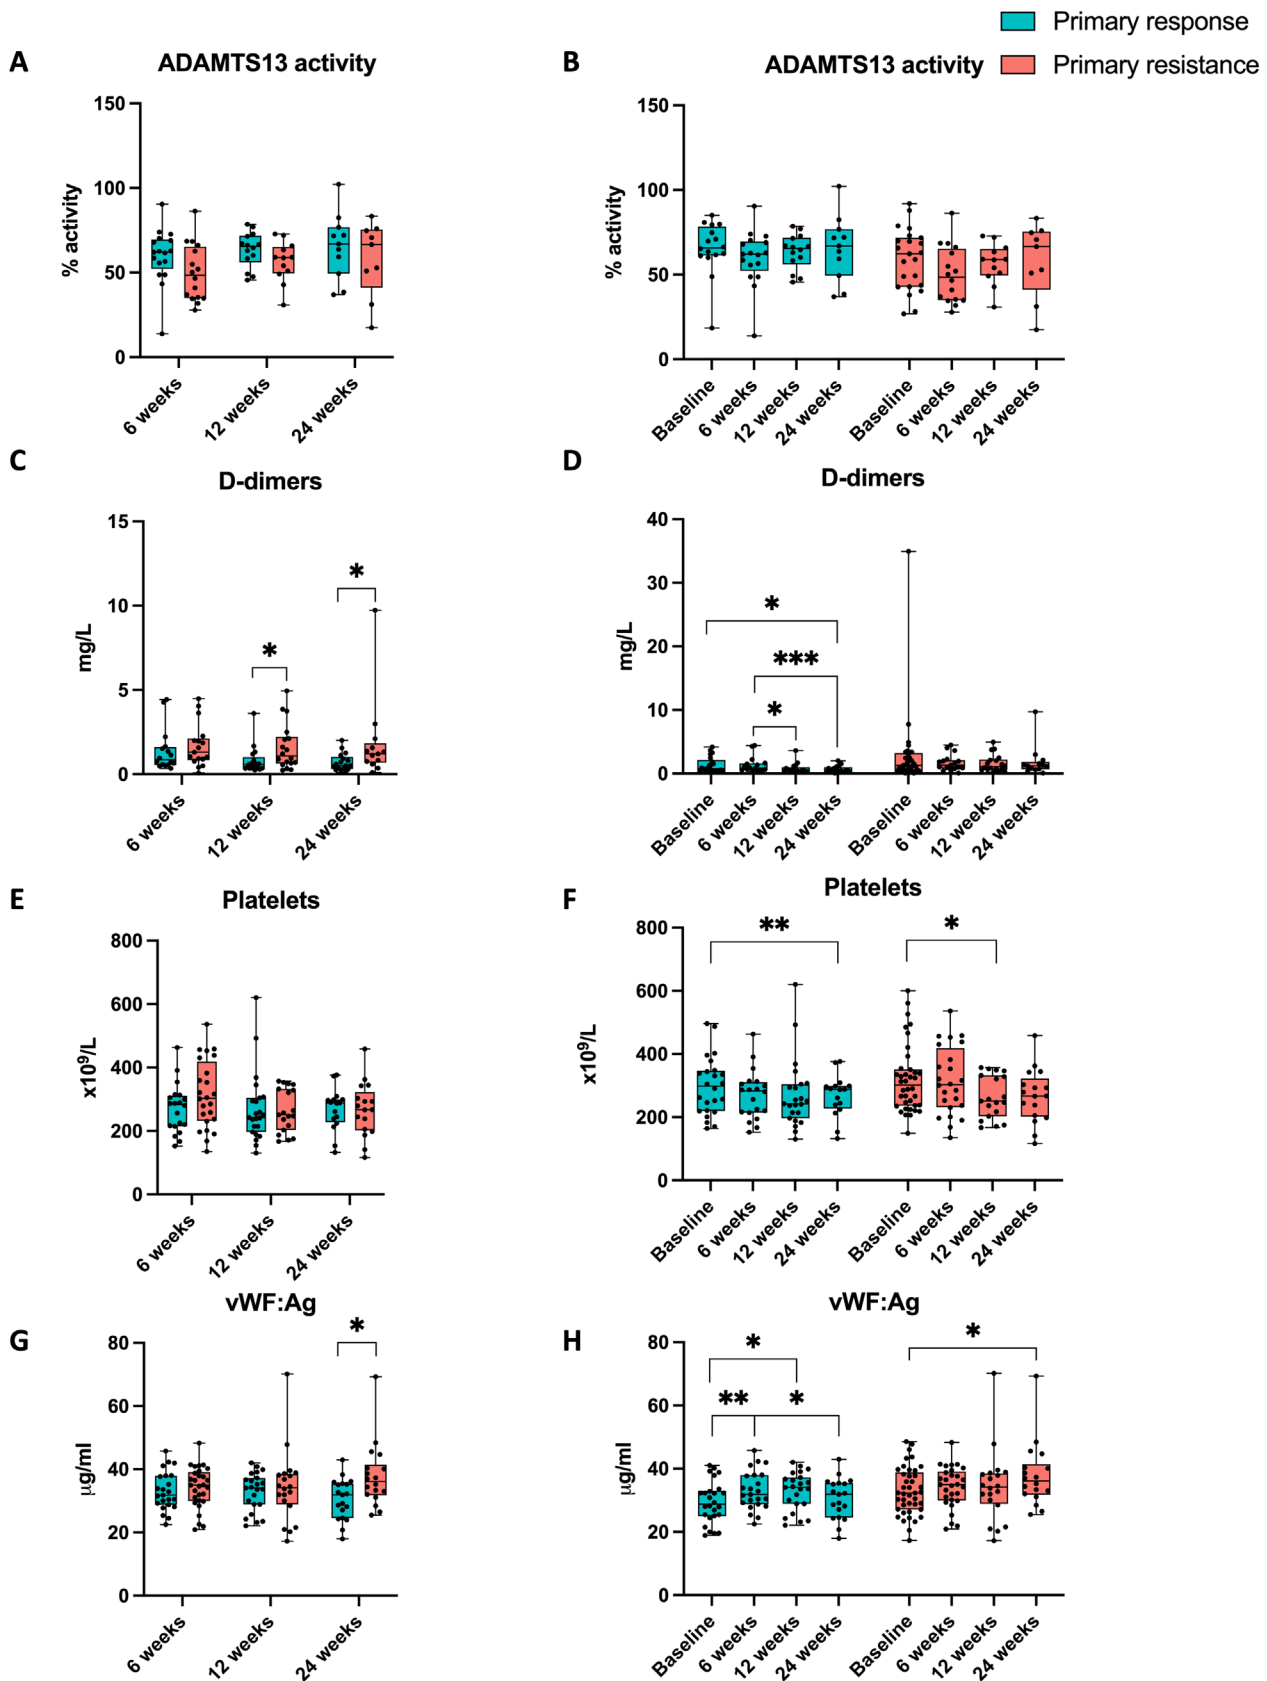 Primary response
Primary resistance
A
ADAMTS13 activity
% activity
150
100
50
0
6 weeks
12 weeks
24 weeks
B
ADAMTS13 activity
% activity
150
100
50
0
Baseline
6 weeks
12 weeks
24 weeks
Baseline
6 weeks
12 weeks
24 weeks
C
D-dimers
mg/L
15
10
5
0
*
*
6 weeks
12 weeks
24 weeks
D
D-dimers
mg/L
40
30
20
10
0
*
***
*
Baseline
6 weeks
12 weeks
24 weeks
Baseline
6 weeks
12 weeks
24 weeks
E
Platelets
x10⁹/L
800
600
400
200
0
6 weeks
12 weeks
24 weeks
F
Platelets
x10⁹/L
800
600
400
200
0
**
*
Baseline
6 weeks
12 weeks
24 weeks
Baseline
6 weeks
12 weeks
24 weeks
G
vWF:Ag
µg/ml
80
60
40
20
0
*
6 weeks
12 weeks
24 weeks
H
vWF:Ag
µg/ml
80
60
40
20
0
*
**
*
*
Baseline
6 weeks
12 weeks
24 weeks
Baseline
6 weeks
12 weeks
24 weeks